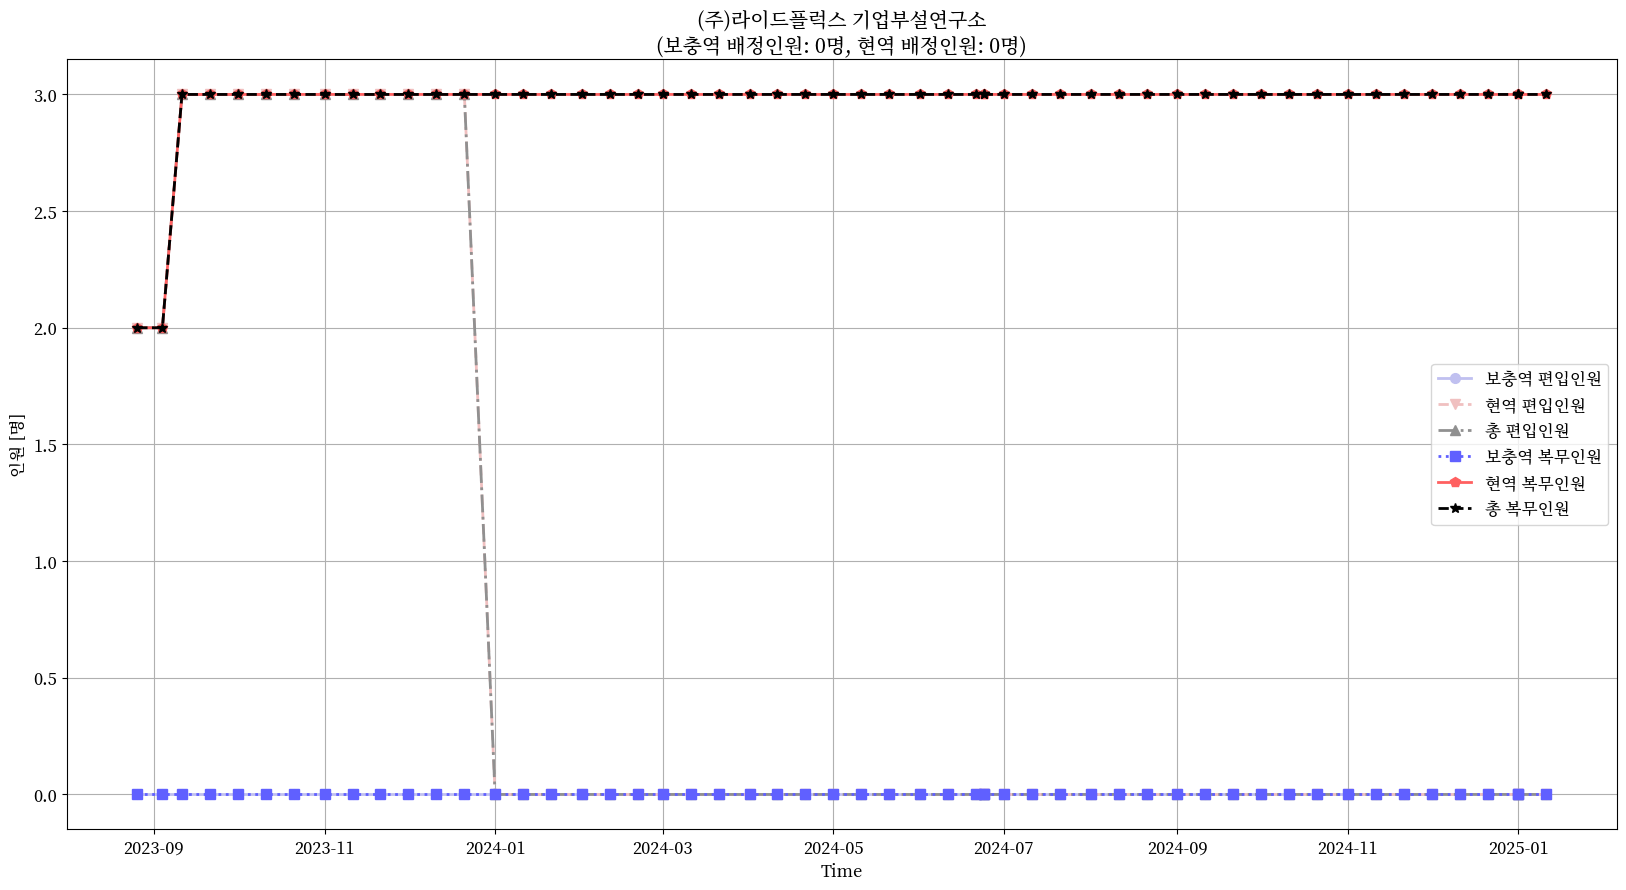 (주)라이드플럭스 기업부설연구소
(보충역 배정인원: 0명, 현역 배정인원: 0명)
3.0
2.5
2.0
1.5
1.0
0.5
0.0
인원 [명]
보충역 편입인원
현역 편입인원
총 편입인원
보충역 복무인원
현역 복무인원
총 복무인원
2023-09
2023-11
2024-01
2024-03
2024-05
2024-07
2024-09
2024-11
2025-01
Time